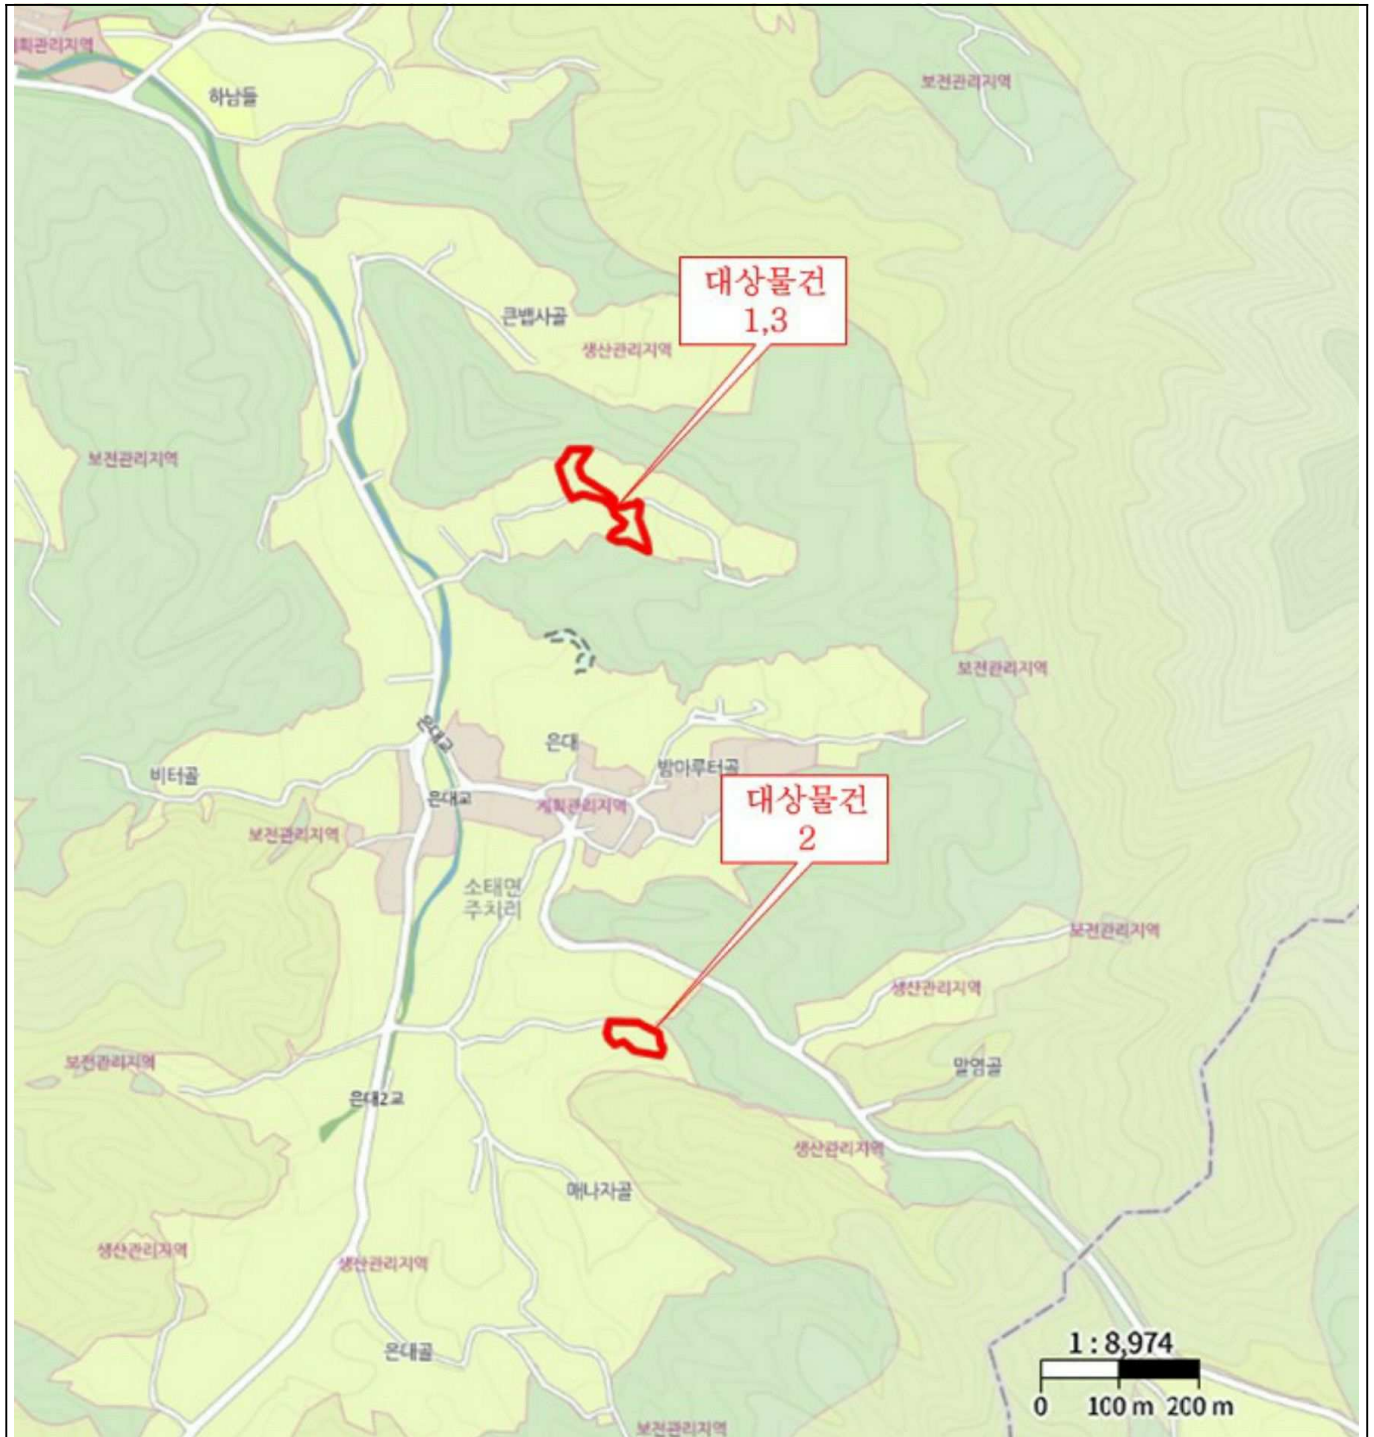 계획관리지역
하남들
보전관리지역
대상물건
1,3
큰뱁사골
생산관리지역
보전관리지역
보전관리지역
은대교
은대
밤아루터골
비터골
대상물건
2
은대교
계획관리지역
보전관리지역
소태면
주치리
보전관리지역
생산관리지역
보전관리지역
말염골
은대2교
생산관리지역
매나자골
생산관리지역
생산관리지역
은대골
1 : 8,974
0 100 m 200 m
보전관리지역